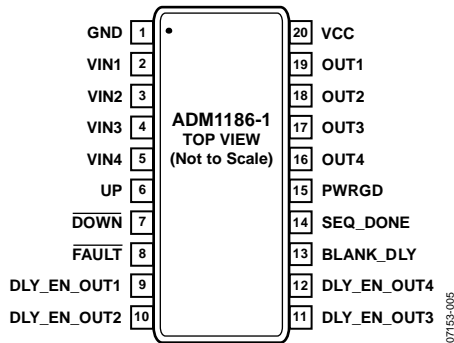 GND 1 20 VCC
VIN1 2 19 OUT1
VIN2 3 18 OUT2
VIN3 4 17 OUT3
VIN4 5 16 OUT4
UP 6 15 PWRGD
DOWN 7 14 SEQ_DONE
FAULT 8 13 BLANK_DLY
DLY_EN_OUT1 9 12 DLY_EN_OUT4
DLY_EN_OUT2 10 11 DLY_EN_OUT3
ADM1186-1
TOP VIEW
(Not to Scale)
07153-005